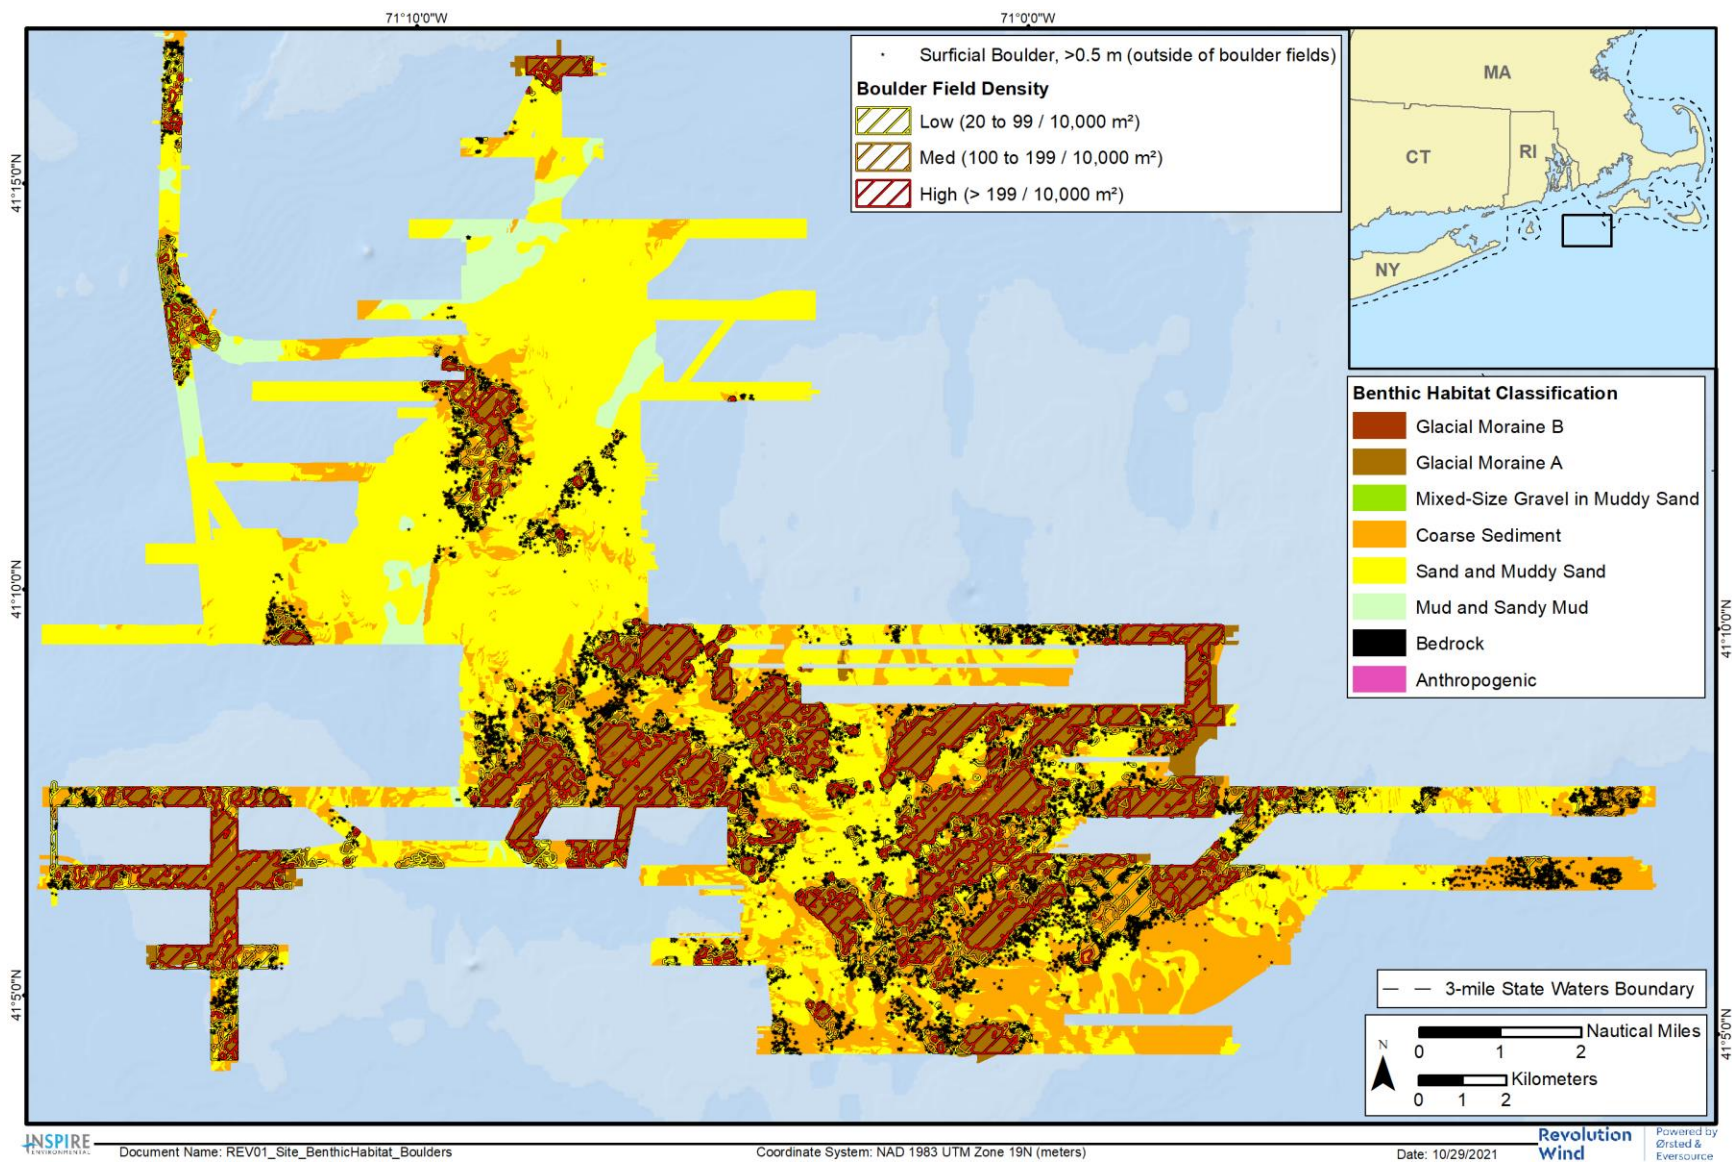 71°10'0"W
71°0'0"W
Surficial Boulder, >0.5 m (outside of boulder fields)
Boulder Field Density
Low (20 to 99 / 10,000 m²)
Med (100 to 199 / 10,000 m²)
High (> 199 / 10,000 m²)
MA
CT
RI
NY
41°15'0"N
41°10'0"N
41°10'0"N
41°5'0"N
41°5'0"N
Benthic Habitat Classification
Glacial Moraine B
Glacial Moraine A
Mixed-Size Gravel in Muddy Sand
Coarse Sediment
Sand and Muddy Sand
Mud and Sandy Mud
Bedrock
Anthropogenic
3-mile State Waters Boundary
N
Nautical Miles
0 1 2
Kilometers
0 1 2
INSPIRE
ENVIRONMENTAL
Document Name: REV01_Site_BenthicHabitat_Boulders
Coordinate System: NAD 1983 UTM Zone 19N (meters)
Date: 10/29/2021
Revolution
Wind
Powered by
Ørsted &
Eversource